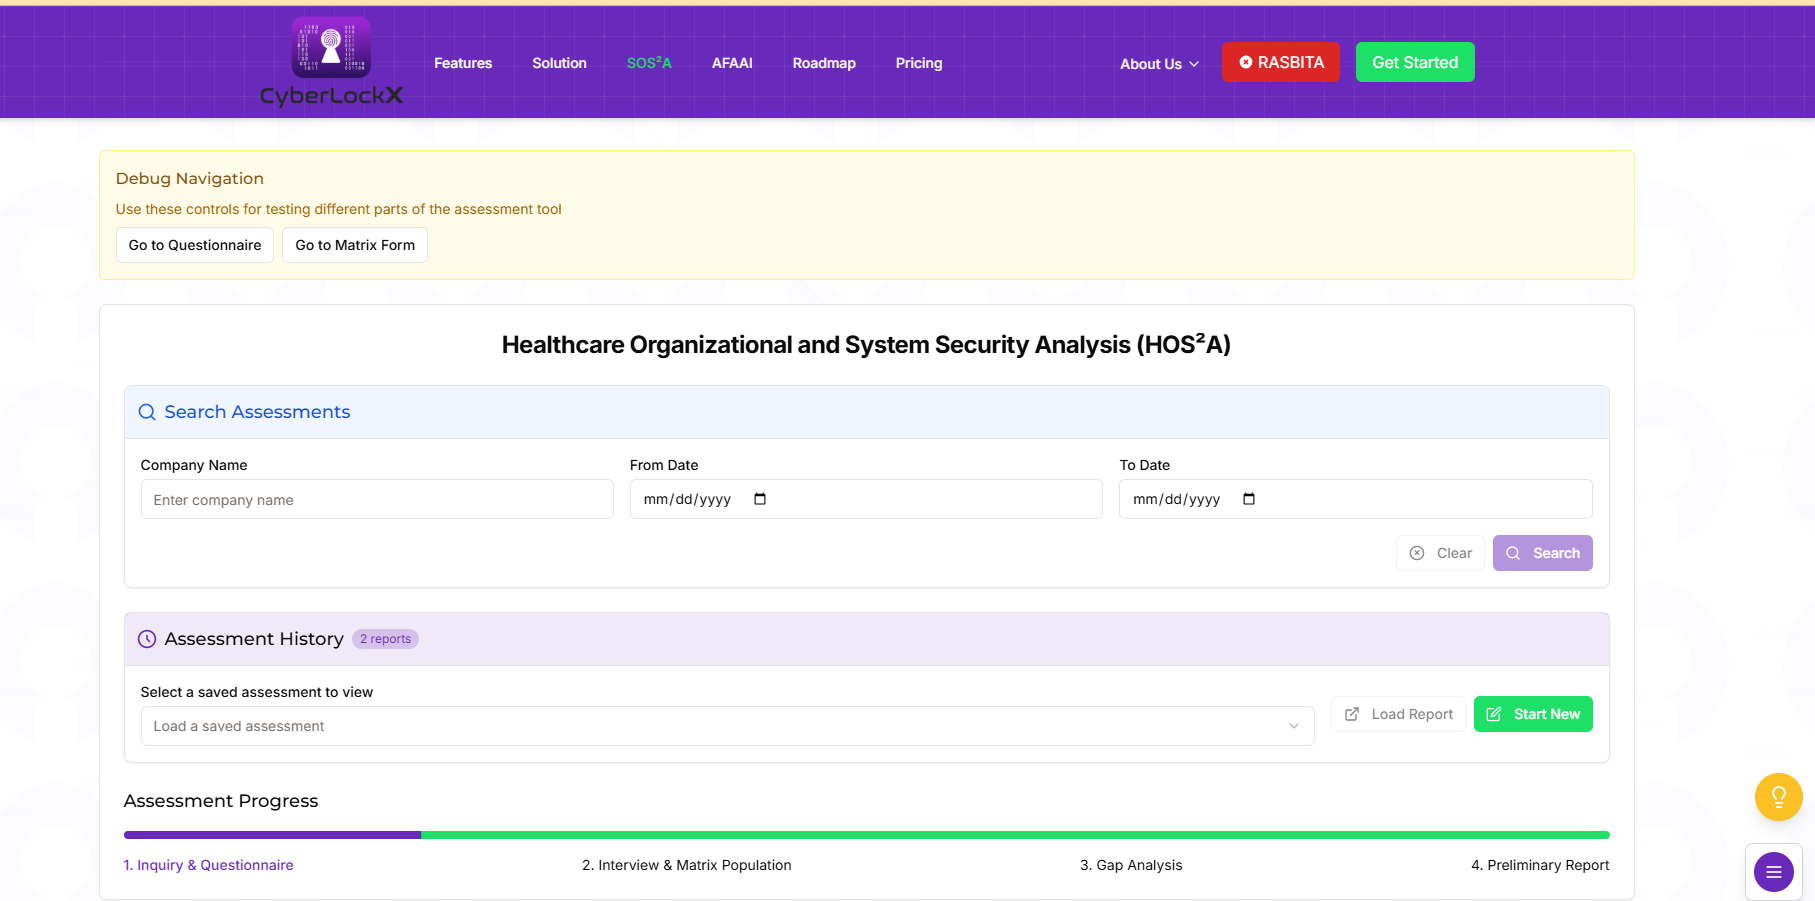 CyberLockX
Features
Solution
SOS²A
AFAAI
Roadmap
Pricing
About Us
RASBITA
Get Started
Debug Navigation
Use these controls for testing different parts of the assessment tool
Go to Questionnaire
Go to Matrix Form
Healthcare Organizational and System Security Analysis (HOS²A)
Search Assessments
Company Name
From Date
To Date
Enter company name
mm/dd/yyyy
mm/dd/yyyy
Clear
Search
Assessment History
2 reports
Select a saved assessment to view
Load a saved assessment
Load Report
Start New
Assessment Progress
1. Inquiry & Questionnaire
2. Interview & Matrix Population
3. Gap Analysis
4. Preliminary Report